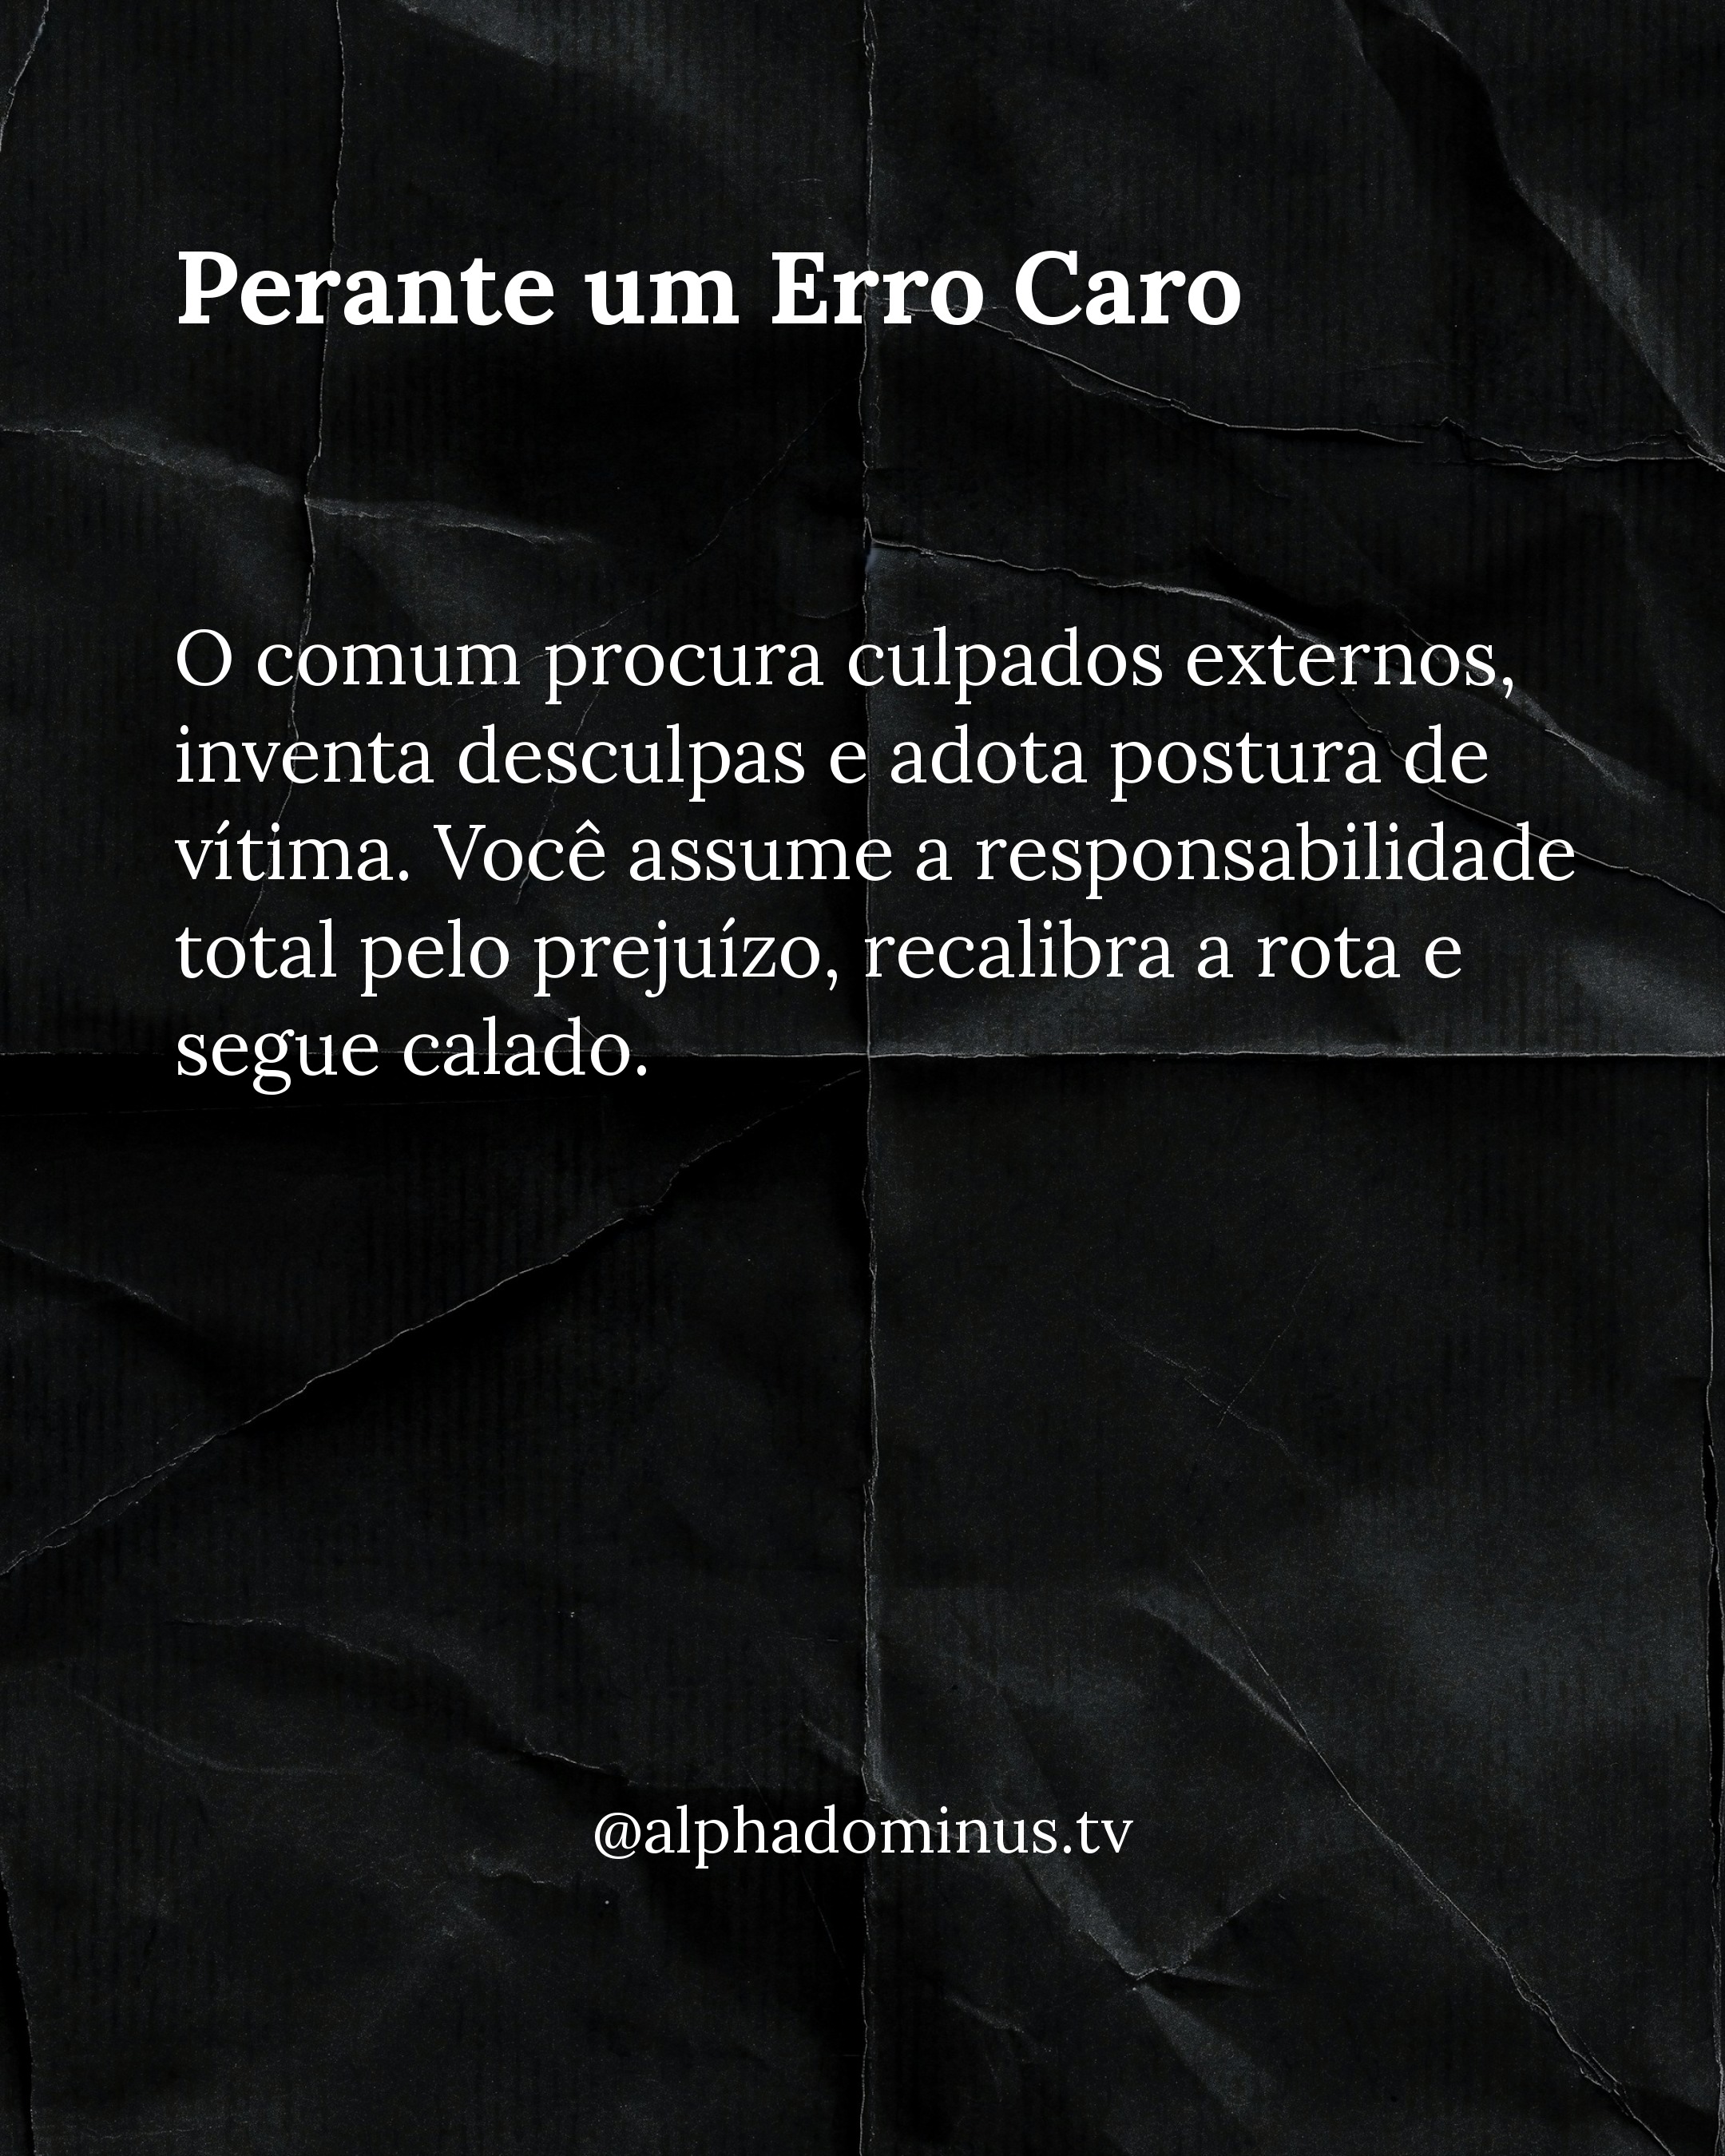 Perante um Erro Caro
O comum procura culpados externos,
inventa desculpas e adota postura de
vítima. Você assume a responsabilidade
total pelo prejuízo, recalibra a rota e
segue calado.
@alphadominus.tv